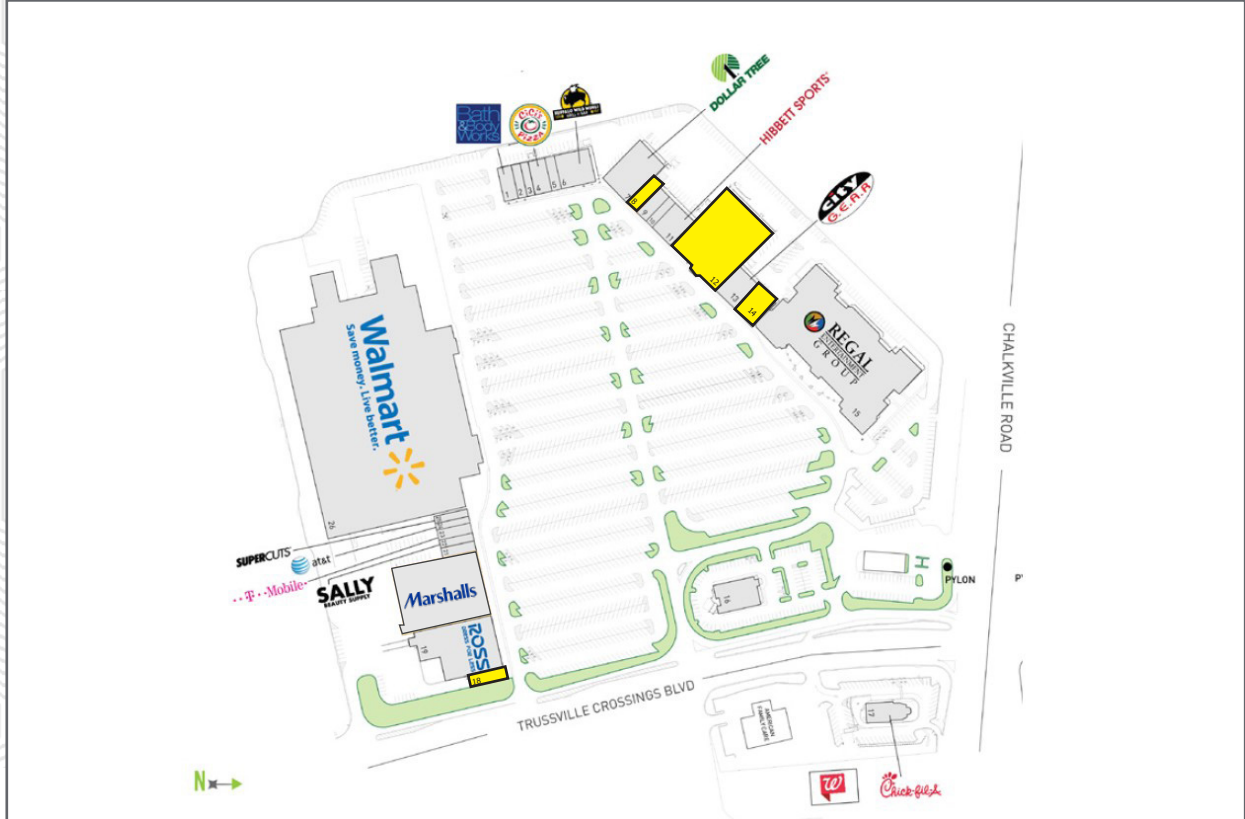 DOLLAR TREE
HIBBETT SPORTS
Bath
&Body
Works
CiCi's
PIZZA
BUFFALO WILD WINGS
city
G.E.A.R
1
2
3
4
5
6
7
8
9
10
11
12
13
14
REGAL
ENTERTAINMENT
GROUP
15
CHALKVILLE ROAD
Walmart
Save money. Live better.
26
SUPERCUTS
at&t
T-Mobile
SALLY
BEAUTY SUPPLY
Marshalls
ROSS
DRESS FOR LESS
19
18
16
PYLON
P
TRUSSVILLE CROSSINGS BLVD
AMERICAN
FAMILY CARE
17
W
Chick-fil-A
N